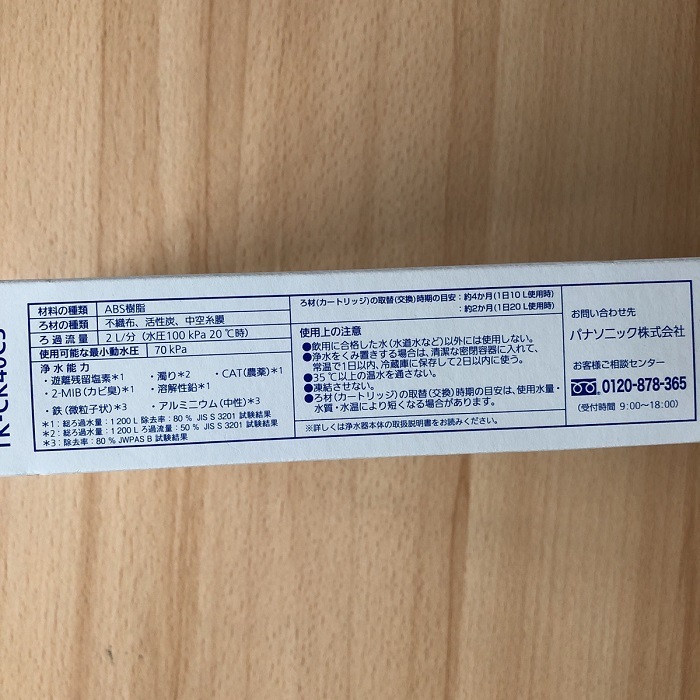 TK-CR40C5
材料の種類 ABS樹脂
ろ材の種類 不織布、活性炭、中空糸膜
ろ過流量 2 L/分(水圧100 kPa 20 ℃時)
使用可能な最小動水圧 70 kPa
浄水能力
・遊離残留塩素*1 ・濁り*2 ・CAT(農薬)*1
・2-MIB(カビ臭)*1 ・溶解性鉛*1
・鉄(微粒子状)*3 ・アルミニウム(中性)*3
*1:総ろ過水量:1 200 L 除去率:80 % JIS S 3201 試験結果
*2:総ろ過水量:1 200 L ろ過流量:50 % JIS S 3201 試験結果
*3:除去率:80 % JWPAS B 試験結果
ろ材(カートリッジ)の取替(交換)時期の目安:約4か月(1日10 L使用時)
:約2か月(1日20 L使用時)
使用上の注意
●飲用に合格した水(水道水など)以外には使用しない。
●浄水をくみ置きする場合は、清潔な密閉容器に入れて、
常温で1日以内、冷蔵庫に保存して2日以内に使う。
●35 ℃以上の温水を通さない。
●凍結させない。
●ろ材(カートリッジ)の取替(交換)時期の目安は、使用水量・
水質・水圧により短くなる場合があります。
※詳しくは浄水器本体の取扱説明書をお読みください。
お問い合わせ先
パナソニック株式会社
お客様ご相談センター
0120-878-365
(受付時間 9:00〜18:00)